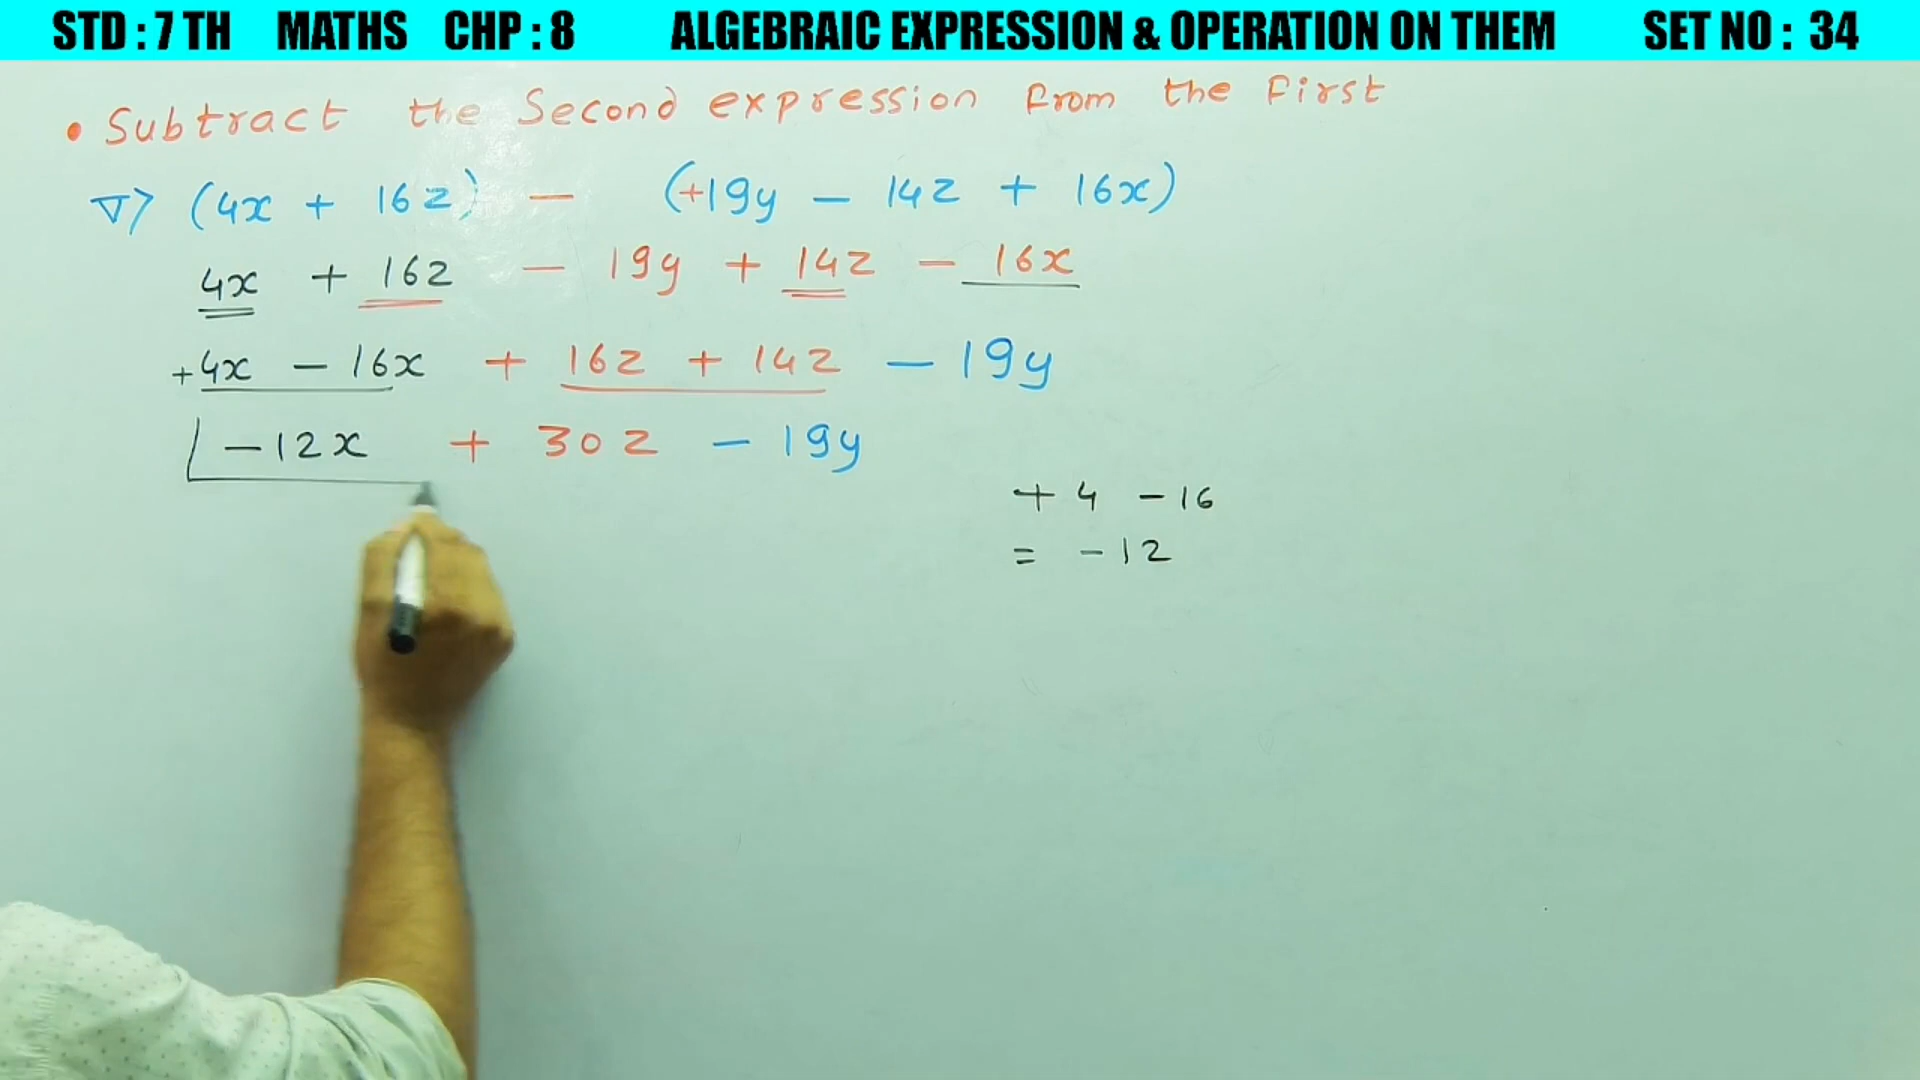 STD : 7 TH MATHS CHP : 8 ALGEBRAIC EXPRESSION & OPERATION ON THEM SET NO : 34
• Subtract the Second expression from the First
▽> (4x + 16z) - (+19y - 14z + 16x)
4x + 16z - 19y + 14z - 16x
+4x - 16x + 16z + 14z - 19y
-12x + 30z - 19y
+ 4 - 16
= - 12